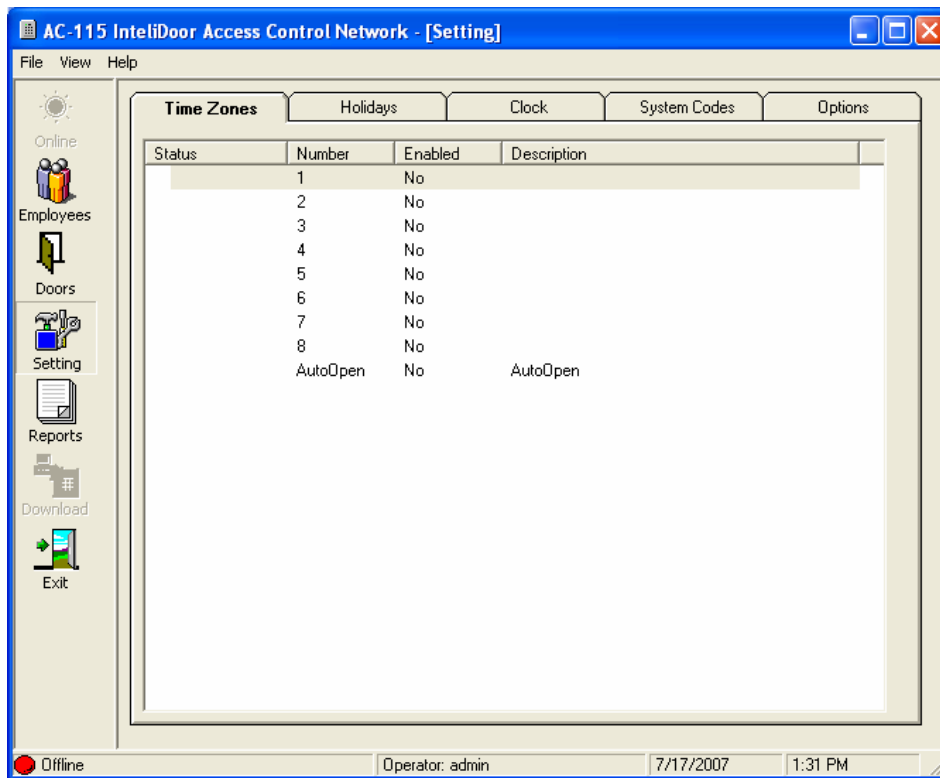 AC-115 InteliDoor Access Control Network - [Setting]
File View Help
Online
Employees
Doors
Setting
Reports
Download
Exit
Time Zones Holidays Clock System Codes Options
Status Number Enabled Description
1 No
2 No
3 No
4 No
5 No
6 No
7 No
8 No
AutoOpen No AutoOpen
Offline Operator: admin 7/17/2007 1:31 PM